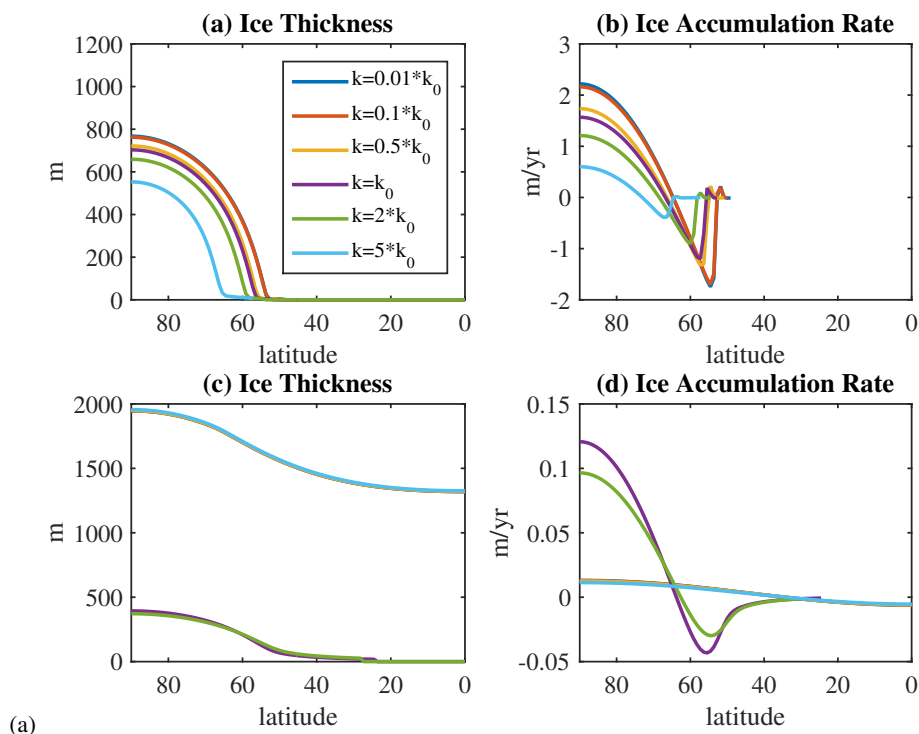 (a) Ice Thickness
1200
1000
800
600
400
200
0
m
80 60 40 20 0
latitude
k=0.01*k0
k=0.1*k0
k=0.5*k0
k=k0
k=2*k0
k=5*k0
(b) Ice Accumulation Rate
3
2
1
0
-1
-2
m/yr
80 60 40 20 0
latitude
(c) Ice Thickness
2000
1500
1000
500
0
m
80 60 40 20 0
latitude
(d) Ice Accumulation Rate
0.15
0.1
0.05
0
-0.05
m/yr
80 60 40 20 0
latitude
(a)